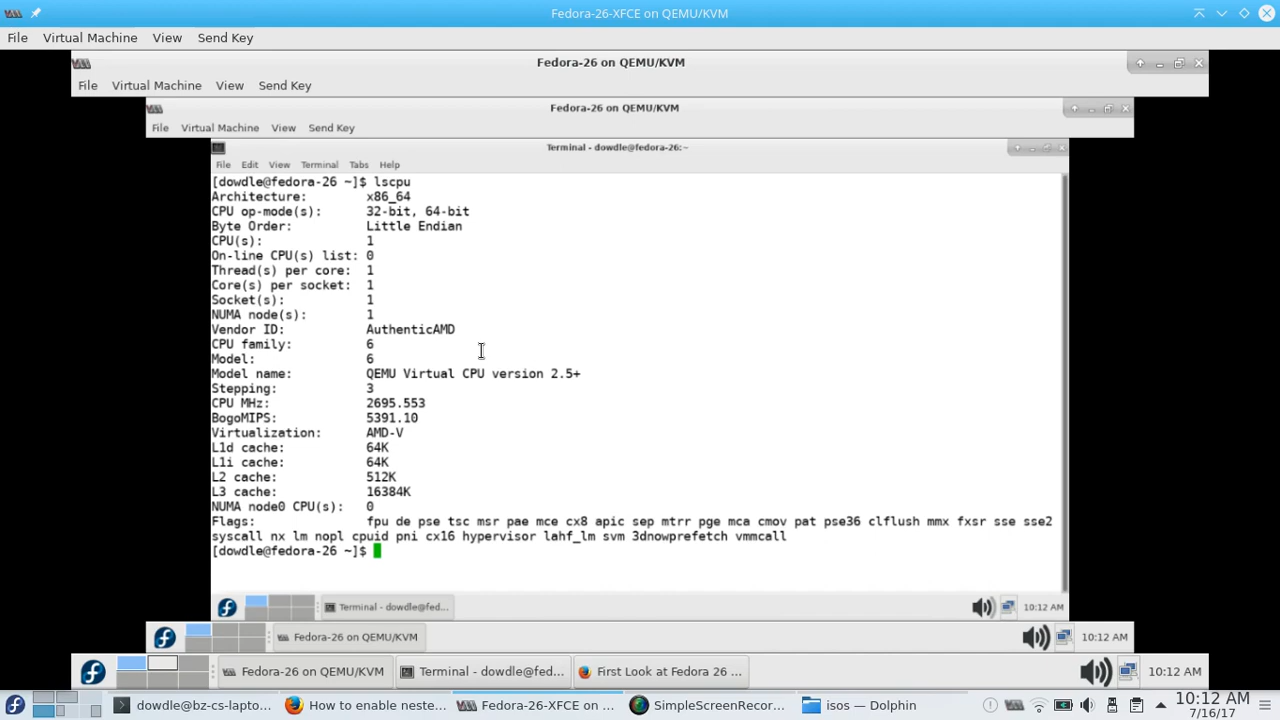 Fedora-26-XFCE on QEMU/KVM
File Virtual Machine View Send Key
Fedora-26 on QEMU/KVM
File Virtual Machine View Send Key
Fedora-26 on QEMU/KVM
File Virtual Machine View Send Key
Terminal - dowdle@fedora-26:~
File Edit View Terminal Tabs Help
[dowdle@fedora-26 ~]$ lscpu
Architecture: x86_64
CPU op-mode(s): 32-bit, 64-bit
Byte Order: Little Endian
CPU(s): 1
On-line CPU(s) list: 0
Thread(s) per core: 1
Core(s) per socket: 1
Socket(s): 1
NUMA node(s): 1
Vendor ID: AuthenticAMD
CPU family: 6
Model: 6
Model name: QEMU Virtual CPU version 2.5+
Stepping: 3
CPU MHz: 2695.553
BogoMIPS: 5391.10
Virtualization: AMD-V
L1d cache: 64K
L1i cache: 64K
L2 cache: 512K
L3 cache: 16384K
NUMA node0 CPU(s): 0
Flags: fpu de pse tsc msr pae mce cx8 apic sep mtrr pge mca cmov pat pse36 clflush mmx fxsr sse sse2
syscall nx lm nopl cpuid pni cx16 hypervisor lahf_lm svm 3dnowprefetch vmmcall
[dowdle@fedora-26 ~]$
Terminal - dowdle@fed... 10:12 AM
Fedora-26 on QEMU/KVM 10:12 AM
Fedora-26 on QEMU/KVM Terminal - dowdle@fed... First Look at Fedora 26 ... 10:12 AM
dowdle@bz-cs-lapto... How to enable neste... Fedora-26-XFCE on ... SimpleScreenRecor... isos — Dolphin 10:12 AM
7/16/17